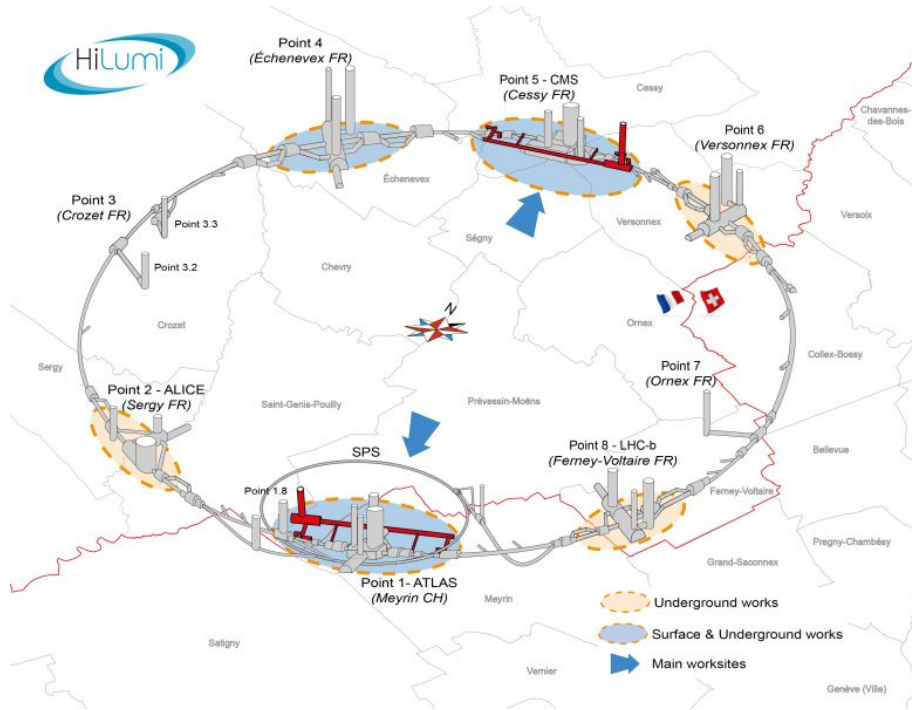 HiLumi
Point 4
(Échenevex FR)
Point 5 - CMS
(Cessy FR)
Cessy
Chavannes-
des-Bois
Point 6
(Versonnex FR)
Échenevex
Point 3
(Crozet FR)
Point 3.3
Versonnex
Versoix
Ségny
Point 3.2
Chevry
N
Crozet
Ornex
Collex-Bossy
Sergy
Point 7
(Ornex FR)
Point 2 - ALICE
(Sergy FR)
Saint-Genis-Pouilly
Prévessin-Moëns
Point 8 - LHC-b
(Ferney-Voltaire FR)
Bellevue
SPS
Point 1.8
Ferney-Voltaire
Pregny-Chambésy
Grand-Saconnex
Point 1- ATLAS
(Meyrin CH)
Meyrin
Underground works
Surface & Underground works
Satigny
Main worksites
Vernier
Genève (Ville)